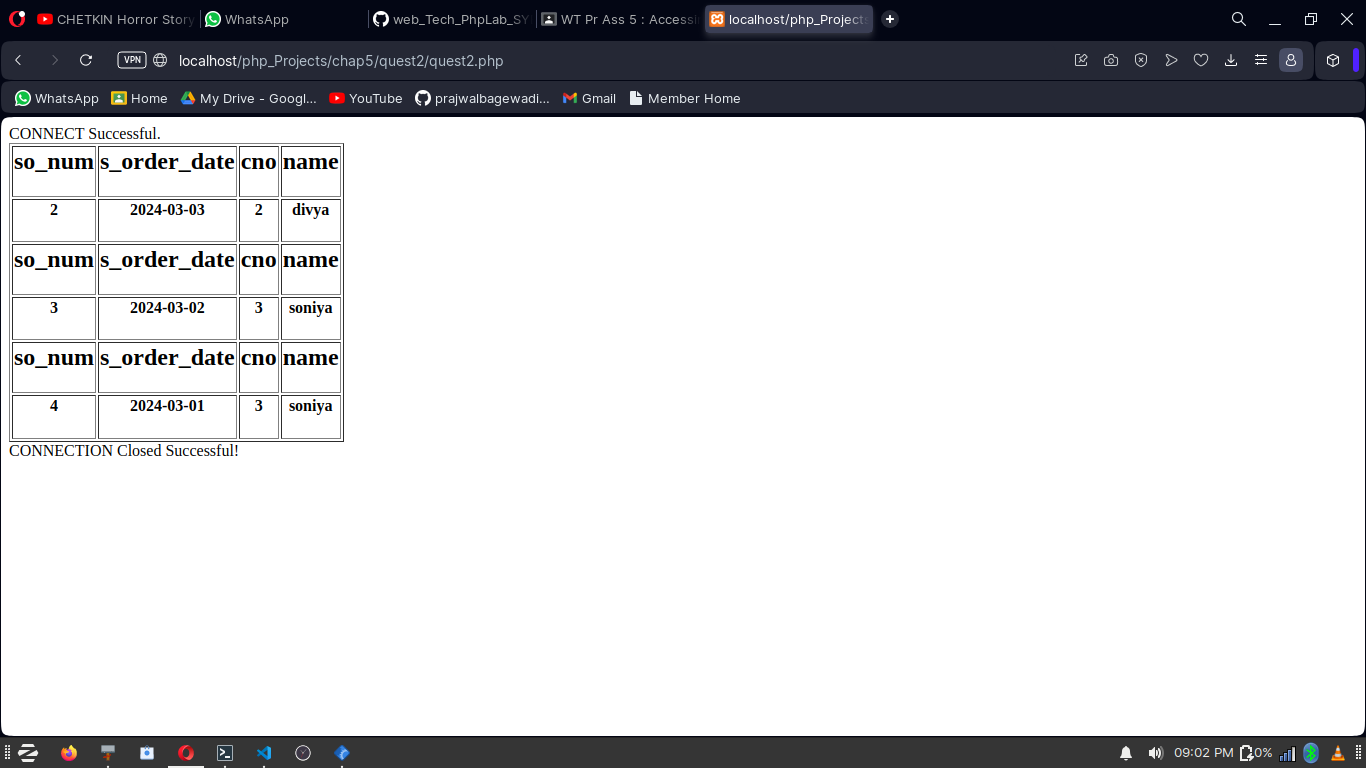 CHETKIN Horror Story
WhatsApp
web_Tech_PhpLab_SY
WT Pr Ass 5 : Accessi
localhost/php_Project
VPN
localhost/php_Projects/chap5/quest2/quest2.php
WhatsApp
Home
My Drive - Googl...
YouTube
prajwalbagewadi...
Gmail
Member Home
CONNECT Successful.
so_num s_order_date cno name
2 2024-03-03 2 divya
so_num s_order_date cno name
3 2024-03-02 3 soniya
so_num s_order_date cno name
4 2024-03-01 3 soniya
CONNECTION Closed Successful!
09:02 PM
0%